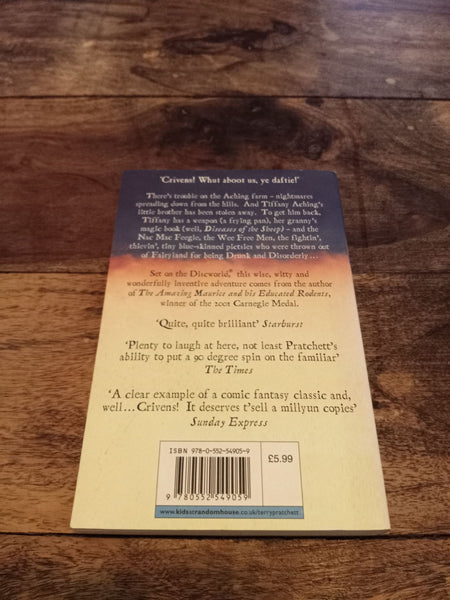 'Crivens! Whut aboot us, ye daftie!'
There's trouble on the Aching farm – nightmares
spreading down from the hills. And Tiffany Aching's
little brother has been stolen away. To get him back,
Tiffany has a weapon (a frying pan), her granny's
magic book (well, Diseases of the Sheep) – and the
Nac Mac Feegle, the Wee Free Men, the fightin',
thievin', tiny blue-skinned pictsies who were thrown out
of Fairyland for being Drunk and Disorderly . . .
Set on the Discworld,® this wise, witty and
wonderfully inventive adventure comes from the author
of The Amazing Maurice and his Educated Rodents,
winner of the 2001 Carnegie Medal.
'Quite, quite brilliant' Starburst
'Plenty to laugh at here, not least Pratchett's
ability to put a 90 degree spin on the familiar'
The Times
'A clear example of a comic fantasy classic and,
well . . . Crivens! It deserves t'sell a millyun copies'
Sunday Express
ISBN 978-0-552-54905-9
£5.99
9 780552 549059
www.kidsatrandomhouse.co.uk/terrypratchett